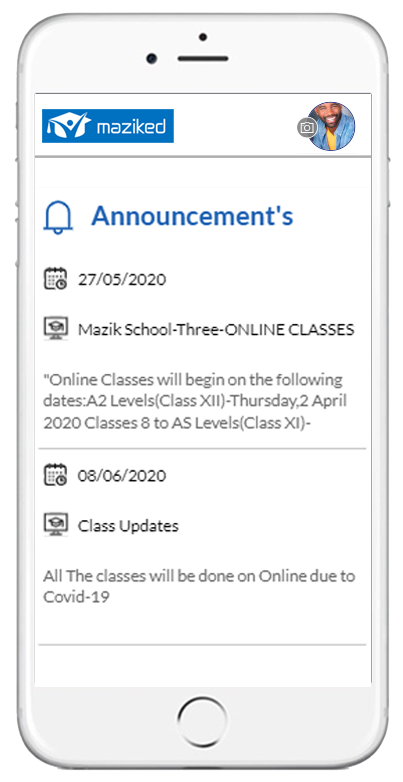 maziked
Announcement's
27/05/2020
Mazik School-Three-ONLINE CLASSES
"Online Classes will begin on the following
dates:A2 Levels(Class XII)-Thursday,2 April
2020 Classes 8 to AS Levels(Class XI)-
08/06/2020
Class Updates
All The classes will be done on Online due to
Covid-19